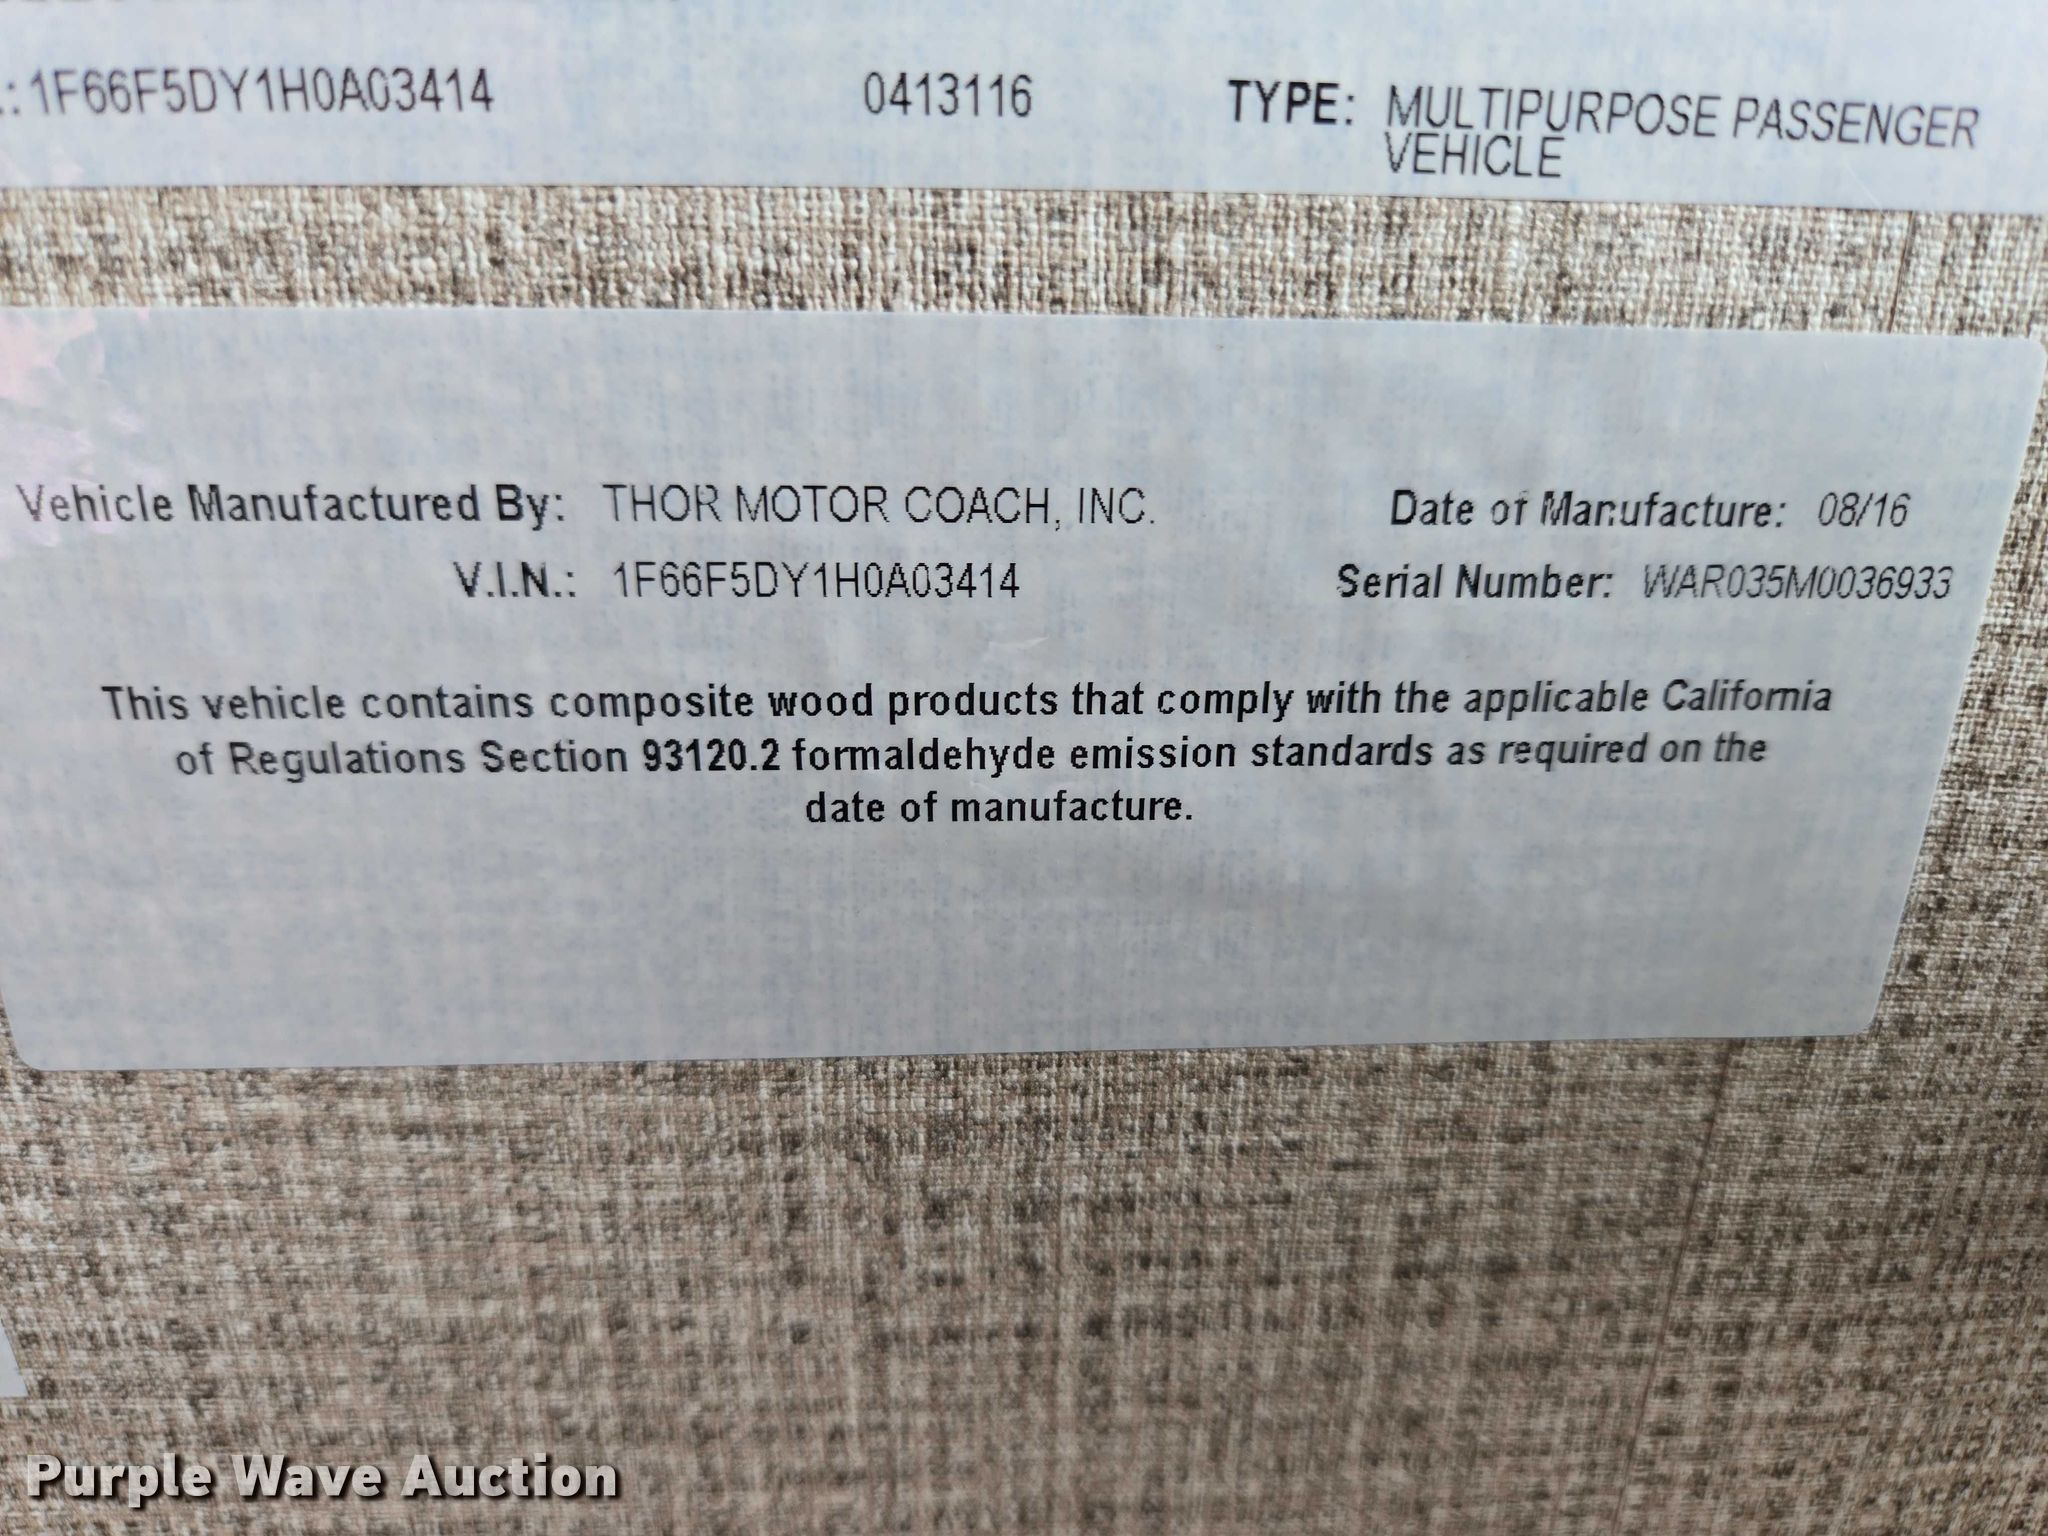 .: 1F66F5DY1H0A03414 0413116 TYPE: MULTIPURPOSE PASSENGER
VEHICLE
Vehicle Manufactured By: THOR MOTOR COACH, INC. Date of Manufacture: 08/16
V.I.N.: 1F66F5DY1H0A03414 Serial Number: WAR035M0036933
This vehicle contains composite wood products that comply with the applicable California
of Regulations Section 93120.2 formaldehyde emission standards as required on the
date of manufacture.
Purple Wave Auction